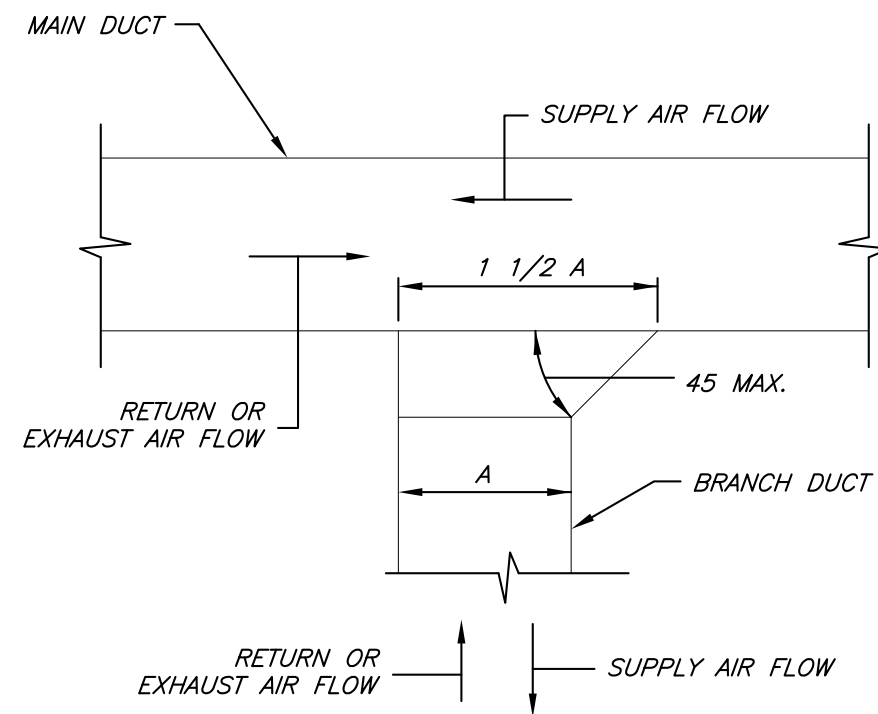 MAIN DUCT
SUPPLY AIR FLOW
1 1/2 A
45 MAX.
RETURN OR
EXHAUST AIR FLOW
A
BRANCH DUCT
RETURN OR
EXHAUST AIR FLOW
SUPPLY AIR FLOW